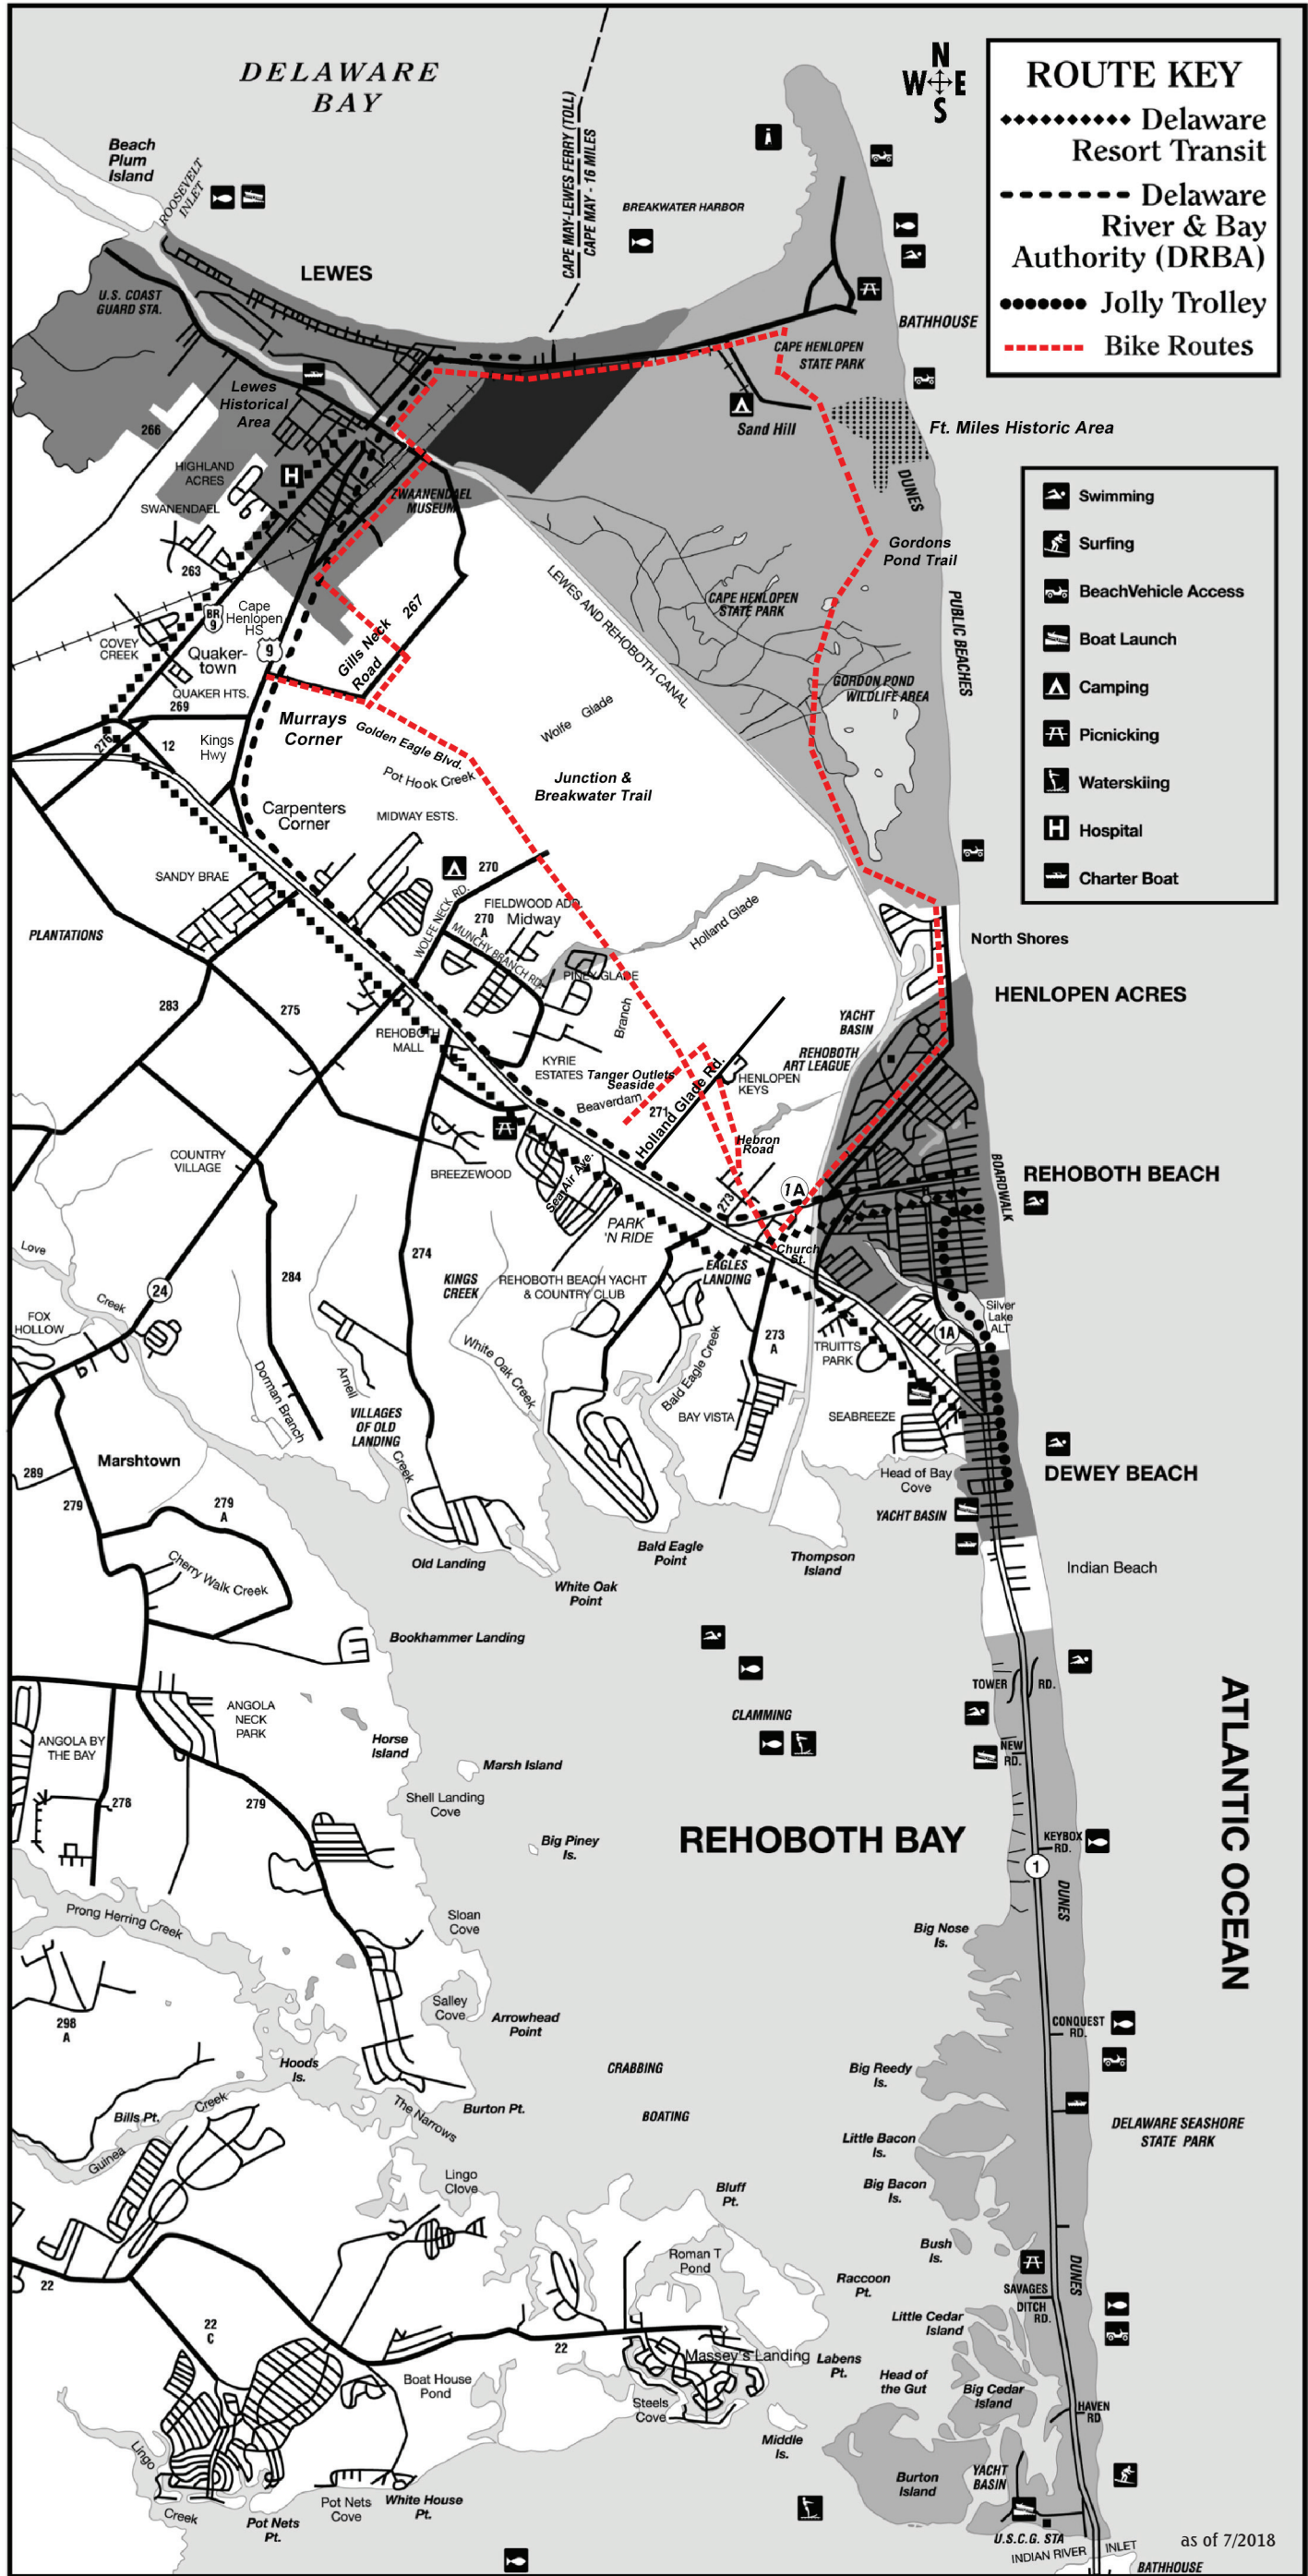 DELAWARE
BAY
N
W E
S
ROUTE KEY
Delaware
Resort Transit
Delaware
River & Bay
Authority (DRBA)
Jolly Trolley
Bike Routes
Beach
Plum
Island
ROOSEVELT
INLET
CAPE MAY-LEWES FERRY (TOLL)
CAPE MAY - 16 MILES
BREAKWATER HARBOR
LEWES
U.S. COAST
GUARD STA.
BATHHOUSE
CAPE HENLOPEN
STATE PARK
Lewes
Historical
Area
Sand Hill
Ft. Miles Historic Area
266
HIGHLAND
ACRES
H
SWANENDAEL
ZWAANENDAEL
MUSEUM
DUNES
Swimming
Surfing
BeachVehicle Access
Boat Launch
Camping
Picnicking
Waterskiing
H
Hospital
Charter Boat
Gordons
Pond Trail
263
LEWES AND REHOBOTH CANAL
CAPE HENLOPEN
STATE PARK
PUBLIC BEACHES
BR
9
Cape
Henlopen
HS
9
COVEY
CREEK
Quaker-
town
Gills Neck
Road
267
QUAKER HTS.
269
GORDON POND
WILDLIFE AREA
276
12
Kings
Hwy
Murrays
Corner
Golden Eagle Blvd.
Wolfe Glade
Pot Hook Creek
Junction &
Breakwater Trail
Carpenters
Corner
MIDWAY ESTS.
SANDY BRAE
270
WOLFE NECK RD.
FIELDWOOD ADD.
270
A
Midway
MUNCHY BRANCH RD.
Holland Glade
PLANTATIONS
North Shores
PINEY GLADE
HENLOPEN ACRES
283
275
Branch
REHOBOTH
MALL
YACHT
BASIN
REHOBOTH
ART LEAGUE
KYRIE
ESTATES
Tanger Outlets
Seaside
HENLOPEN
KEYS
Beaverdam
271
Holland Glade Rd.
Hebron
Road
COUNTRY
VILLAGE
BREEZEWOOD
Sea Air Ave.
1A
273
BOARDWALK
REHOBOTH BEACH
PARK
'N RIDE
Church
St.
Love
Creek
274
EAGLES
LANDING
24
284
KINGS
CREEK
REHOBOTH BEACH YACHT
& COUNTRY CLUB
FOX
HOLLOW
Silver
Lake
ALT
1A
273
A
TRUITTS
PARK
White Oak Creek
Bald Eagle Creek
Arnell
Creek
Dorman Branch
VILLAGES
OF OLD
LANDING
BAY VISTA
SEABREEZE
Marshtown
289
279
Head of Bay
Cove
DEWEY BEACH
279
A
YACHT BASIN
Cherry Walk Creek
Old Landing
Bald Eagle
Point
Thompson
Island
Indian Beach
White Oak
Point
Bookhammer Landing
TOWER RD.
ANGOLA
NECK
PARK
CLAMMING
ANGOLA BY
THE BAY
Horse
Island
NEW
RD.
Marsh Island
278
279
Shell Landing
Cove
ATLANTIC OCEAN
Big Piney
Is.
REHOBOTH BAY
KEYBOX
RD.
1
DUNES
Prong Herring Creek
Sloan
Cove
Big Nose
Is.
298
A
Salley
Cove
Arrowhead
Point
CONQUEST
RD.
Hoods
Is.
CRABBING
Big Reedy
Is.
Bills Pt.
Creek
Guinea
The Narrows
Burton Pt.
BOATING
DELAWARE SEASHORE
STATE PARK
Little Bacon
Is.
Lingo
Clove
Bluff
Pt.
Big Bacon
Is.
Bush
Is.
Roman T
Pond
Raccoon
Pt.
DUNES
22
SAVAGES
DITCH
RD.
22
C
Little Cedar
Island
22
Massey's Landing
Labens
Pt.
Boat House
Pond
Head of
the Gut
Big Cedar
Island
Steels
Cove
HAVEN
RD
Middle
Is.
Lingo
Creek
Burton
Island
YACHT
BASIN
Pot Nets
Cove
White House
Pt.
Pot Nets
Pt.
U.S.C.G. STA
as of 7/2018
INDIAN RIVER INLET
BATHHOUSE